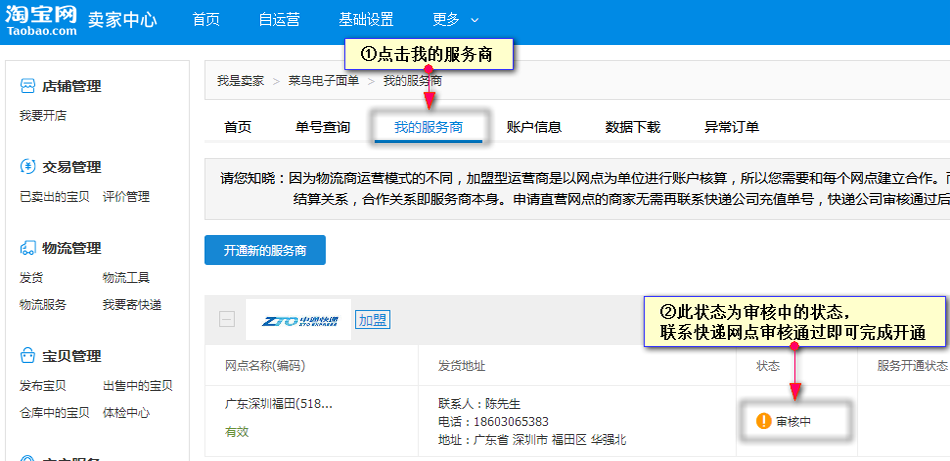 淘宝网
Taobao.com
卖家中心
首页
自运营
基础设置
更多
①点击我的服务商
店铺管理
我要开店
交易管理
已卖出的宝贝 评价管理
物流管理
发货 物流工具
物流服务 我要寄快递
宝贝管理
发布宝贝 出售中的宝贝
仓库中的宝贝 体检中心
我是卖家 > 菜鸟电子面单 > 我的服务商
首页 单号查询 我的服务商 账户信息 数据下载 异常订单
请您知晓：因为物流商运营模式的不同，加盟型运营商是以网点为单位进行账户核算，所以您需要和每个网点建立合作。
结算关系，合作关系即服务商本身。申请直营网点的商家无需再联系快递公司充值单号，快递公司审核通过后
开通新的服务商
②此状态为审核中的状态，
联系快递网点审核通过即可完成开通
ZTO 中通快递
ZTO EXPRESS
加盟
网点名称(编码) 发货地址 状态 服务开通状态
广东深圳福田(518...
有效
联系人：陈先生
电话：18603065383
地址：广东省 深圳市 福田区 华强北
审核中